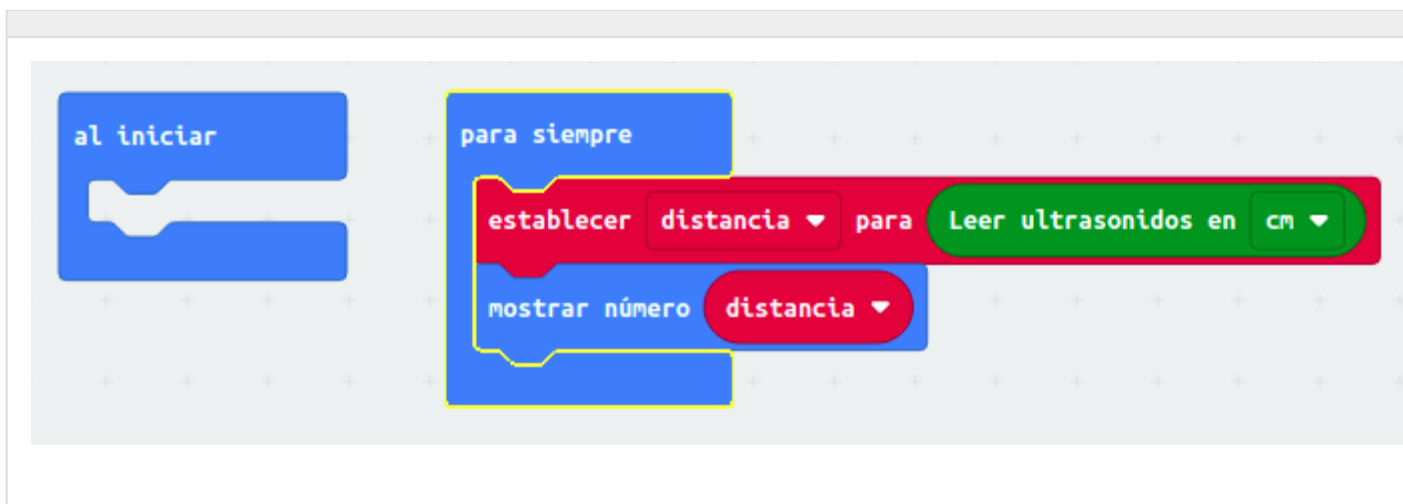 al iniciar
para siempre
establecer distancia para Leer ultrasonidos en cm
mostrar número distancia